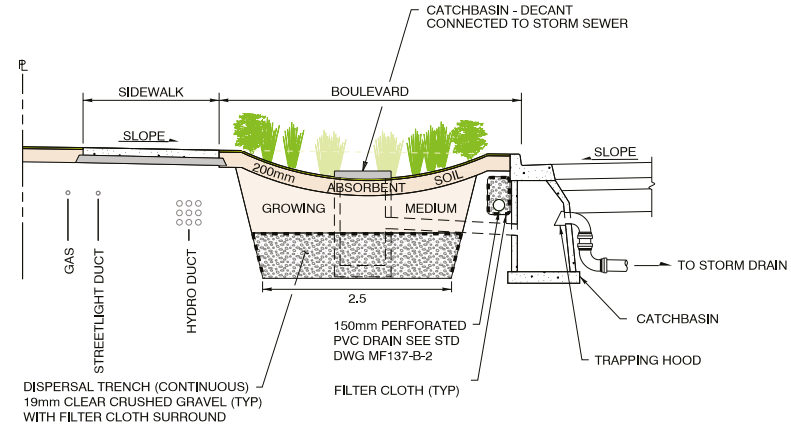 CATCHBASIN - DECANT
CONNECTED TO STORM SEWER
PL
SIDEWALK
BOULEVARD
SLOPE
SLOPE
200mm
ABSORBENT
SOIL
GROWING
MEDIUM
GAS
STREETLIGHT DUCT
HYDRO DUCT
2.5
TO STORM DRAIN
150mm PERFORATED
PVC DRAIN SEE STD
DWG MF137-B-2
CATCHBASIN
TRAPPING HOOD
FILTER CLOTH (TYP)
DISPERSAL TRENCH (CONTINUOUS)
19mm CLEAR CRUSHED GRAVEL (TYP)
WITH FILTER CLOTH SURROUND